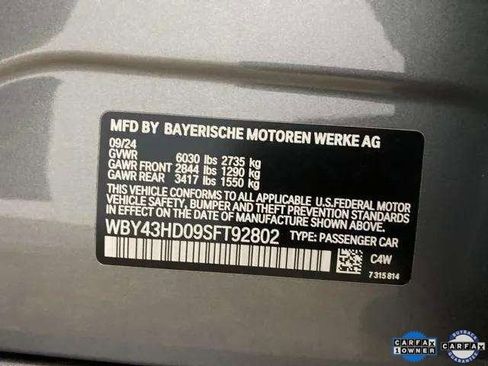 MFD BY BAYERISCHE MOTOREN WERKE AG
09/24
GVWR 6030 lbs 2735 kg
GAWR FRONT 2844 lbs 1290 kg
GAWR REAR 3417 lbs 1550 kg
THIS VEHICLE CONFORMS TO ALL APPLICABLE U.S.FEDERAL MOTOR
VEHICLE SAFETY, BUMPER AND THEFT PREVENTION STANDARDS
IN EFFECT ON THE DATE OF MANUFACTURE SHOWN ABOVE.
WBY43HD09SFT92802 TYPE: PASSENGER CAR
C4W
7315814
CARFAX
1 OWNER
BUYBACK
CARFAX
GUARANTEE